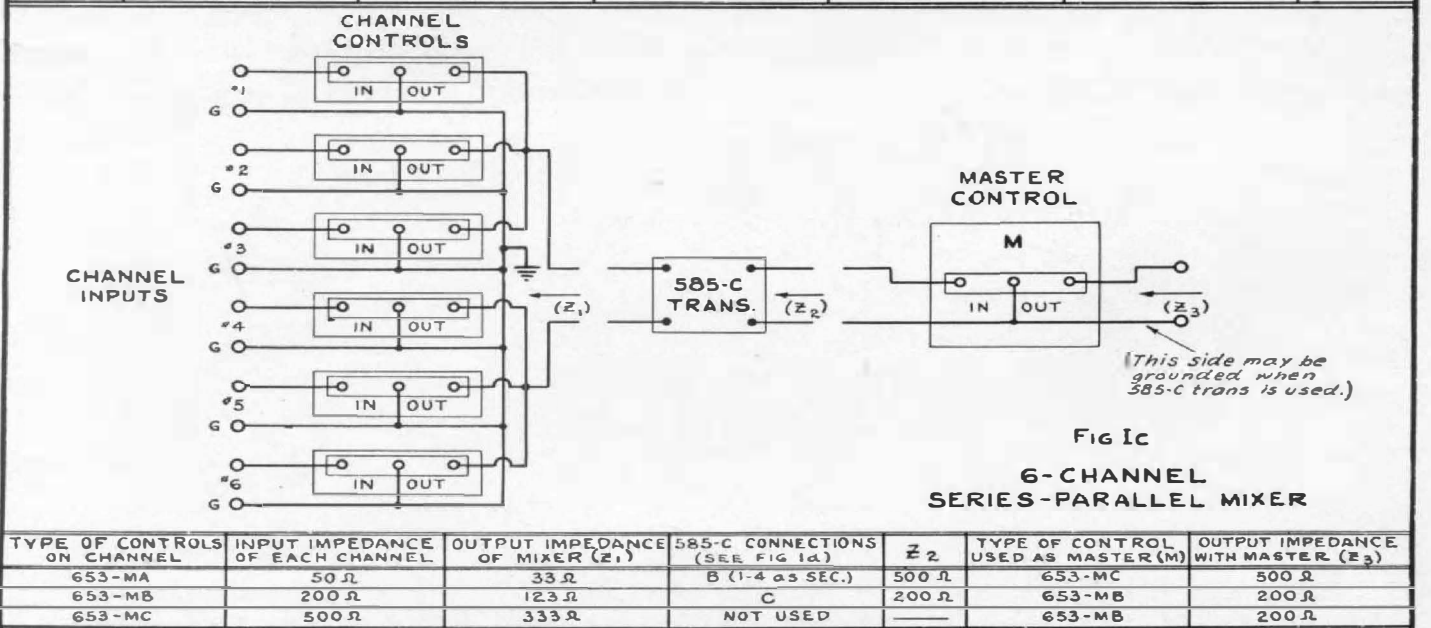 CHANNEL
CONTROLS
#1
IN OUT
G
#2
IN OUT
G
#3
IN OUT
G
CHANNEL
INPUTS
#4
IN OUT
G
#5
IN OUT
G
#6
IN OUT
G
(Z1)
585-C
TRANS.
(Z2)
MASTER
CONTROL
M
IN OUT
(Z3)
(This side may be
grounded when
585-C trans is used.)
FIG Ic
6-CHANNEL
SERIES-PARALLEL MIXER
TYPE OF CONTROLS ON CHANNEL | INPUT IMPEDANCE OF EACH CHANNEL | OUTPUT IMPEDANCE OF MIXER (Z1) | 585-C CONNECTIONS (SEE FIG Id) | Z2 | TYPE OF CONTROL USED AS MASTER (M) | OUTPUT IMPEDANCE WITH MASTER (Z3)
653-MA | 50 Ω | 33 Ω | B (1-4 as SEC.) | 500 Ω | 653-MC | 500 Ω
653-MB | 200 Ω | 123 Ω | C | 200 Ω | 653-MB | 200 Ω
653-MC | 500 Ω | 333 Ω | NOT USED | —— | 653-MB | 200 Ω